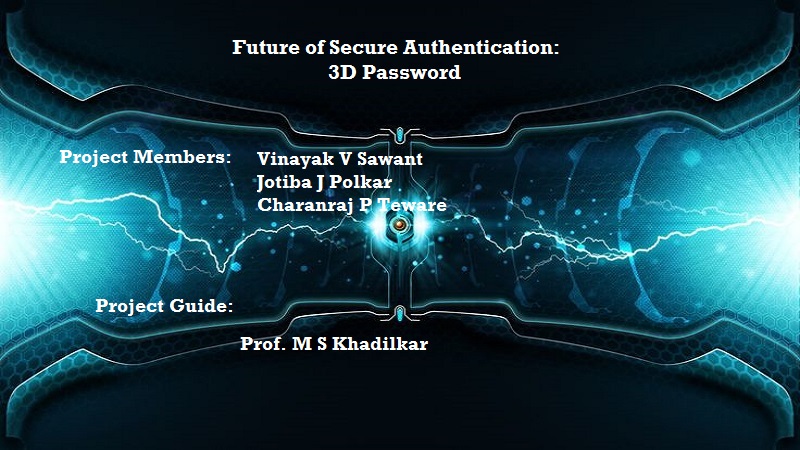 Future of Secure Authentication:
3D Password
Project Members: Vinayak V Sawant
Jotiba J Polkar
Charanraj P Teware
Project Guide:
Prof. M S Khadilkar